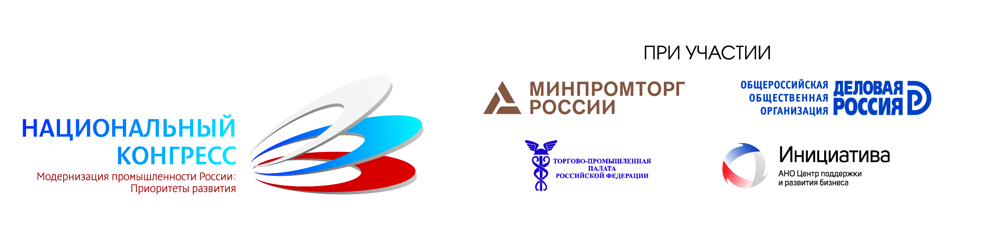 НАЦИОНАЛЬНЫЙ
КОНГРЕСС
Модернизация промышленности России:
Приоритеты развития
ПРИ УЧАСТИИ
МИНПРОМТОРГ
РОССИИ
ОБЩЕРОССИЙСКАЯ
ОБЩЕСТВЕННАЯ
ОРГАНИЗАЦИЯ
ДЕЛОВАЯ
РОССИЯ
ТОРГОВО-ПРОМЫШЛЕННАЯ
ПАЛАТА
РОССИЙСКОЙ ФЕДЕРАЦИИ
Инициатива
АНО Центр поддержки
и развития бизнеса